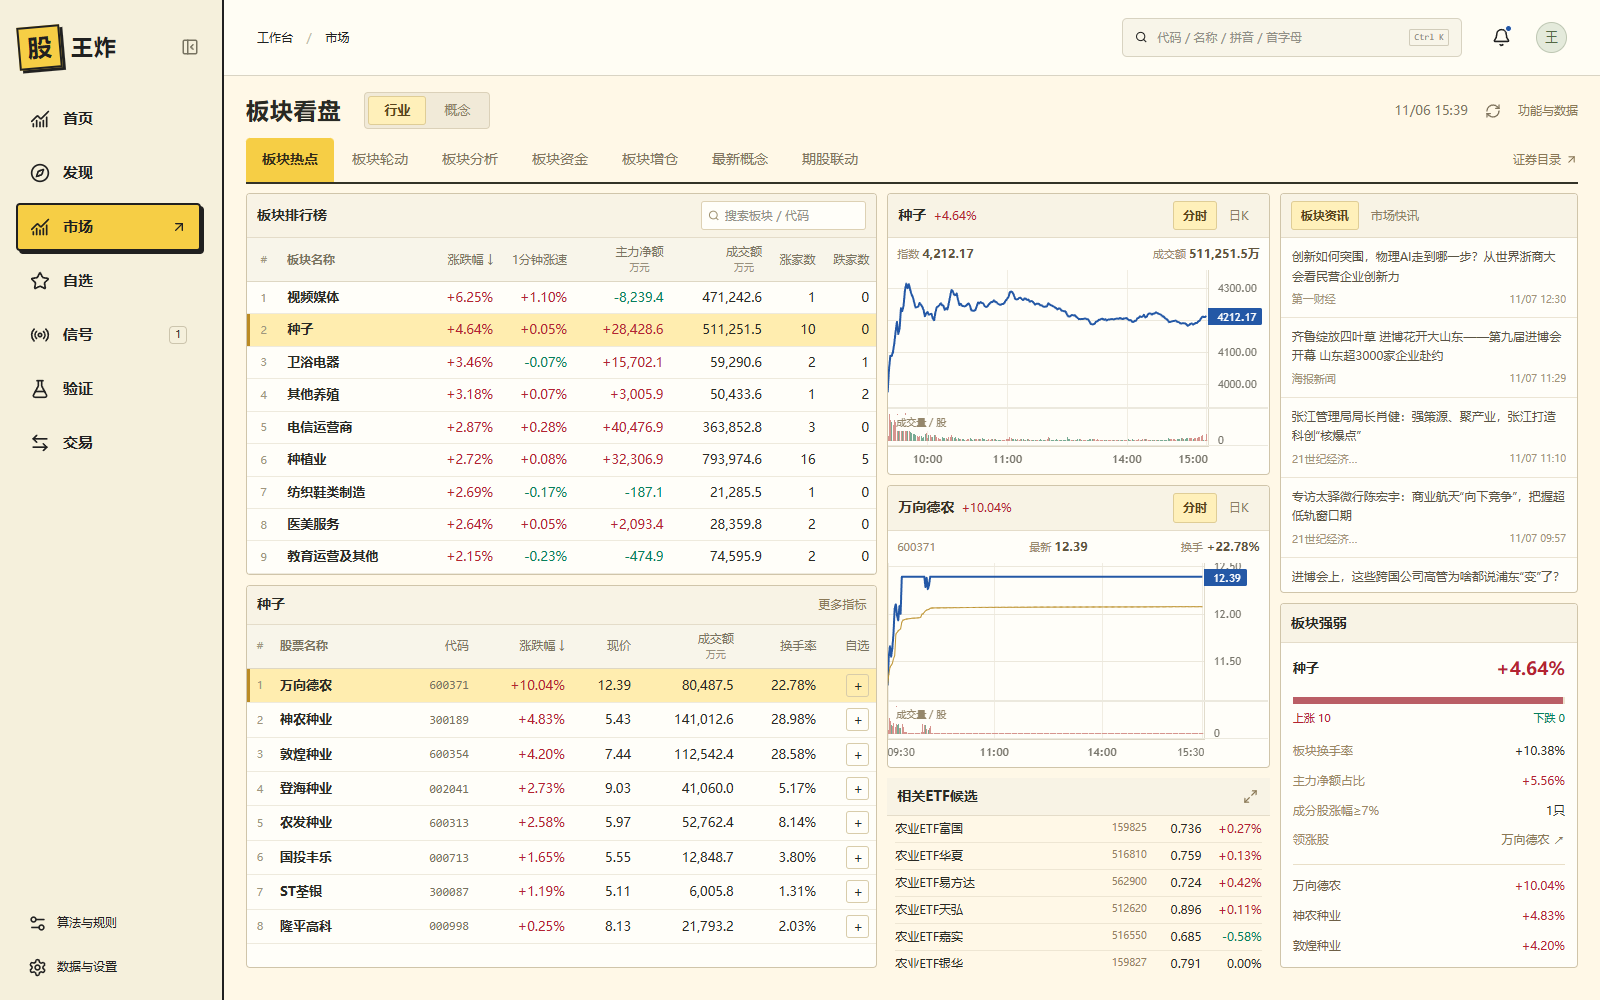 股 王炸
首页
发现
市场
自选
信号 1
验证
交易
算法与规则
数据与设置
工作台 / 市场
代码 / 名称 / 拼音 / 首字母 Ctrl K
王
板块看盘 行业 概念
11/06 15:39 功能与数据
板块热点 板块轮动 板块分析 板块资金 板块增仓 最新概念 期股联动 证券目录
板块排行榜 搜索板块 / 代码
# 板块名称 涨跌幅↓ 1分钟涨速 主力净额 万元 成交额 万元 涨家数 跌家数
1 视频媒体 +6.25% +1.10% -8,239.4 471,242.6 1 0
2 种子 +4.64% +0.05% +28,428.6 511,251.5 10 0
3 卫浴电器 +3.46% -0.07% +15,702.1 59,290.6 2 1
4 其他养殖 +3.18% +0.07% +3,005.9 50,433.6 1 2
5 电信运营商 +2.87% +0.28% +40,476.9 363,852.8 3 0
6 种植业 +2.72% +0.08% +32,306.9 793,974.6 16 5
7 纺织鞋类制造 +2.69% -0.17% -187.1 21,285.5 1 0
8 医美服务 +2.64% +0.05% +2,093.4 28,359.8 2 0
9 教育运营及其他 +2.15% -0.23% -474.9 74,595.9 2 0
种子 更多指标
# 股票名称 代码 涨跌幅↓ 现价 成交额 万元 换手率 自选
1 万向德农 600371 +10.04% 12.39 80,487.5 22.78% +
2 神农种业 300189 +4.83% 5.43 141,012.6 28.98% +
3 敦煌种业 600354 +4.20% 7.44 112,542.4 28.58% +
4 登海种业 002041 +2.73% 9.03 41,060.0 5.17% +
5 农发种业 600313 +2.58% 5.97 52,762.4 8.14% +
6 国投丰乐 000713 +1.65% 5.55 12,848.7 3.80% +
7 ST荃银 300087 +1.19% 5.11 6,005.8 1.31% +
8 隆平高科 000998 +0.25% 8.13 21,793.2 2.03% +
种子 +4.64% 分时 日K
指数 4,212.17 成交额 511,251.5万
4300.00
4212.17
4100.00
4000.00
成交量 / 股
0
10:00 11:00 14:00 15:00
万向德农 +10.04% 分时 日K
600371 最新 12.39 换手 +22.78%
12.50
12.39
12.00
11.50
成交量 / 股
0
09:30 11:00 14:00 15:30
相关ETF候选
农业ETF富国 159825 0.736 +0.27%
农业ETF华夏 516810 0.759 +0.13%
农业ETF易方达 562900 0.724 +0.42%
农业ETF天弘 512620 0.896 +0.11%
农业ETF嘉实 516550 0.685 -0.58%
农业ETF银华 159827 0.791 0.00%
板块资讯 市场快讯
创新如何突围，物理AI走到哪一步？从世界浙商大
会看民营企业创新力
第一财经 11/07 12:30
齐鲁绽放四叶草 进博花开大山东——第九届进博会
开幕 山东超3000家企业赴约
海报新闻 11/07 11:29
张江管理局局长肖健：强策源、聚产业，张江打造
科创“核爆点”
21世纪经济... 11/07 11:10
专访太驿微行陈宏宇：商业航天“向下竞争”，把握超
低轨窗口期
21世纪经济... 11/07 09:57
进博会上，这些跨国公司高管为啥都说浦东“变”了？
板块强弱
种子 +4.64%
上涨 10 下跌 0
板块换手率 +10.38%
主力净额占比 +5.56%
成分股涨幅≥7% 1只
领涨股 万向德农 ↗
万向德农 +10.04%
神农种业 +4.83%
敦煌种业 +4.20%